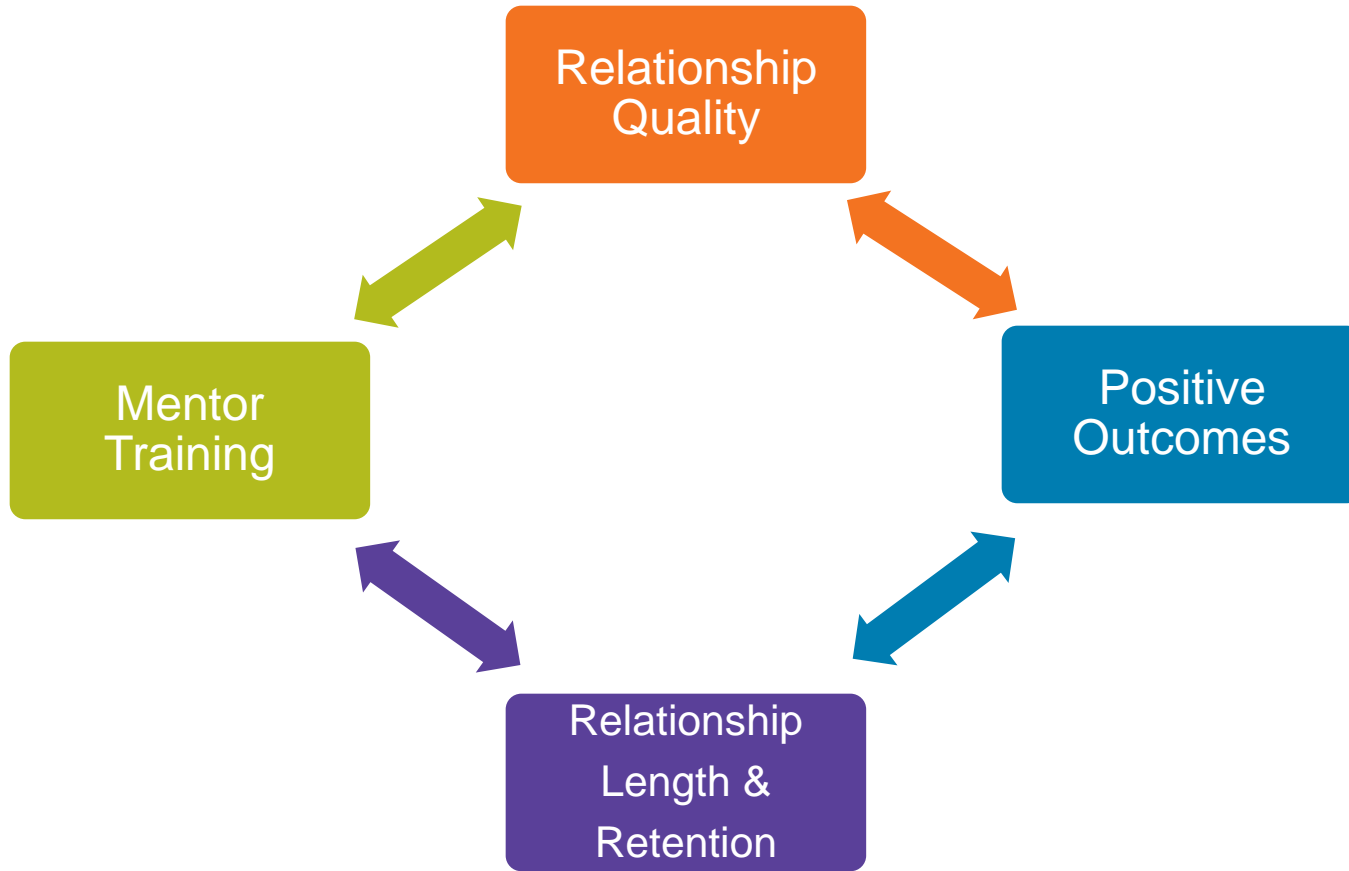 Relationship
Quality
Mentor
Training
Positive
Outcomes
Relationship
Length &
Retention